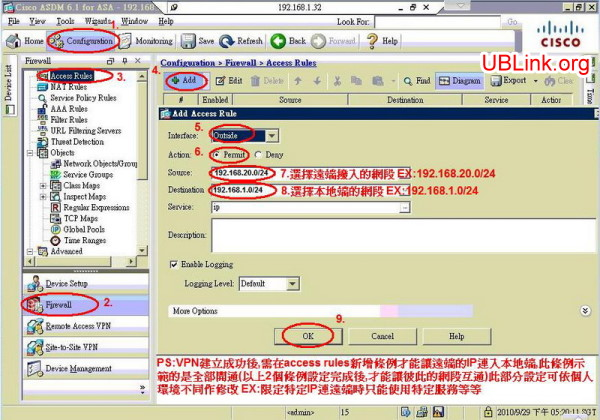 Cisco ASDM 6.1 for ASA - 192.168
192.168.1.32
File View Tools Wizards Window Help Look For: Go
1.
Home Configuration Monitoring Save Refresh Back Forward Help
CISCO
UBLink.org
Device List
Firewall
Configuration > Firewall > Access Rules
3. Access Rules
4. Add Edit Delete Find Diagram Export
NAT Rules
Service Policy Rules
AAA Rules
Filter Rules
URL Filtering Servers
Threat Detection
Objects
Network Objects/Group
Service Groups
Class Maps
Inspect Maps
Regular Expressions
TCP Maps
IP Global Pools
Time Ranges
Advanced
# Enabled Source Destination Service Action
Add Access Rule
5.
Interface: Outside
6.
Action: Permit Deny
Source: 192.168.20.0/24 7.選擇遠端撥入的網段 EX:192.168.20.0/24
Destination 192.168.1.0/24 8.選擇本地端的網段 EX:192.168.1.0/24
Service: ip
Description:
Enable Logging
Logging Level: Default
More Options
9.
OK Cancel Help
Device Setup
Firewall 2.
Remote Access VPN
Site-to-Site VPN
Device Management
PS:VPN建立成功後,需在access rules新增條例才能讓遠端的IP連入本地端,此條例示
範的是全部開通(以上2個條例設定完成後,才能讓彼此的網段互通)此部分設定可依個人
環境不同作修改 EX:限定特定IP連遠端時只能使用特定服務等等
<admin> 15